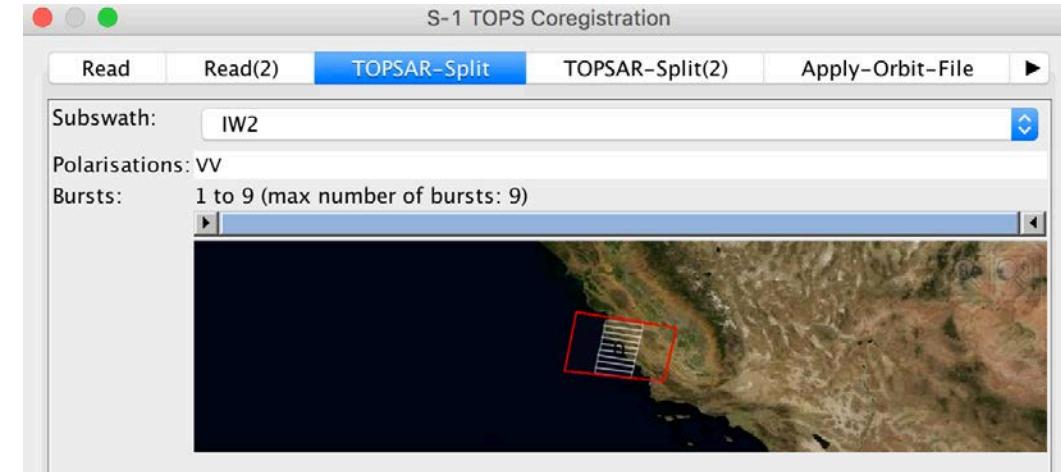 S-1 TOPS Coregistration
Read Read(2) TOPSAR-Split TOPSAR-Split(2) Apply-Orbit-File
Subswath: IW2
Polarisations: VV
Bursts: 1 to 9 (max number of bursts: 9)